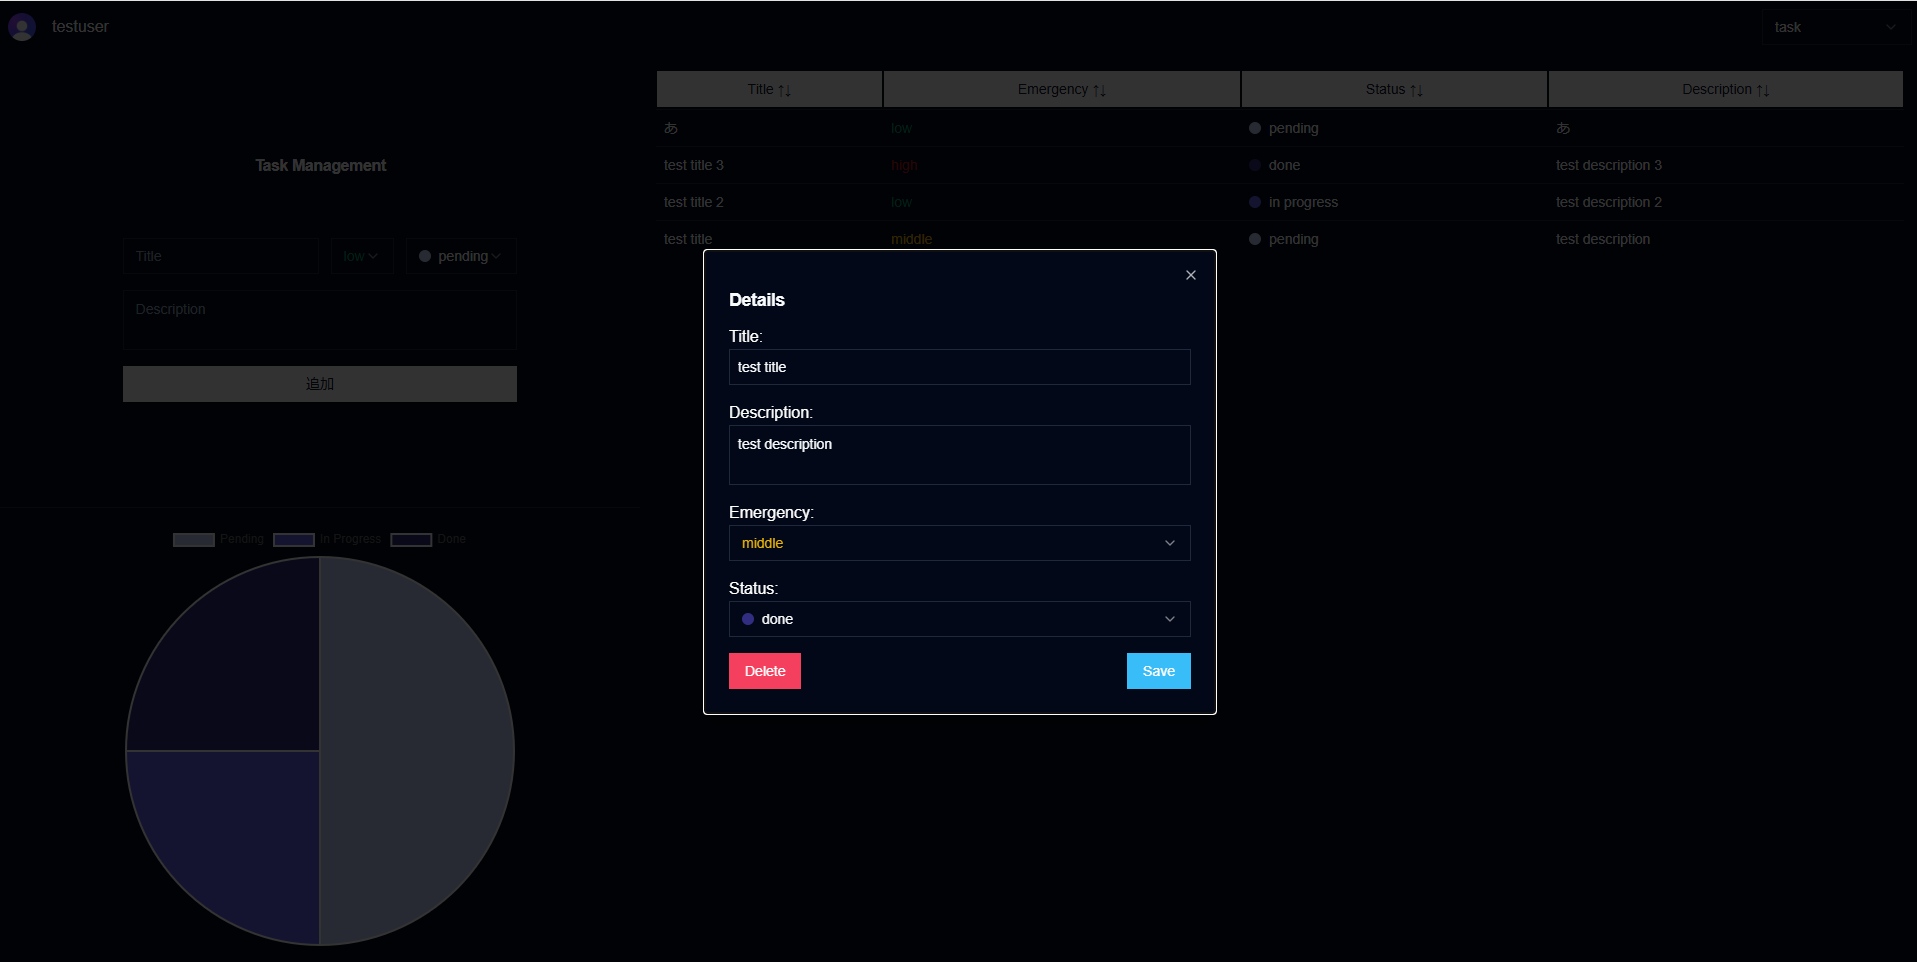 testuser
task
Task Management
Title
low
pending
Description
追加
Pending In Progress Done
Title ↑↓ Emergency ↑↓ Status ↑↓ Description ↑↓
あ low pending あ
test title 3 high done test description 3
test title 2 low in progress test description 2
test title middle pending test description
Details
Title:
test title
Description:
test description
Emergency:
middle
Status:
done
Delete Save